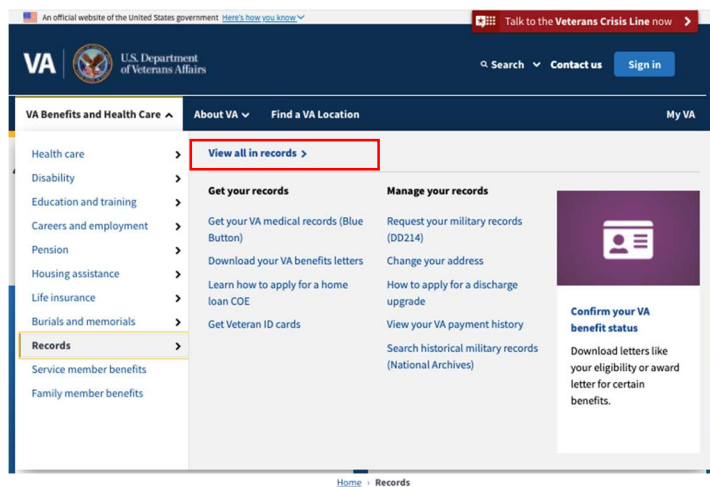 An official website of the United States government Here's how you know
Talk to the Veterans Crisis Line now
VA
U.S. Department
of Veterans Affairs
Search
Contact us
Sign in
VA Benefits and Health Care
About VA
Find a VA Location
My VA
Health care
Disability
Education and training
Careers and employment
Pension
Housing assistance
Life insurance
Burials and memorials
Records
Service member benefits
Family member benefits
View all in records
Get your records
Get your VA medical records (Blue
Button)
Download your VA benefits letters
Learn how to apply for a home
loan COE
Get Veteran ID cards
Manage your records
Request your military records
(DD214)
Change your address
How to apply for a discharge
upgrade
View your VA payment history
Search historical military records
(National Archives)
Confirm your VA
benefit status
Download letters like
your eligibility or award
letter for certain
benefits.
Home › Records